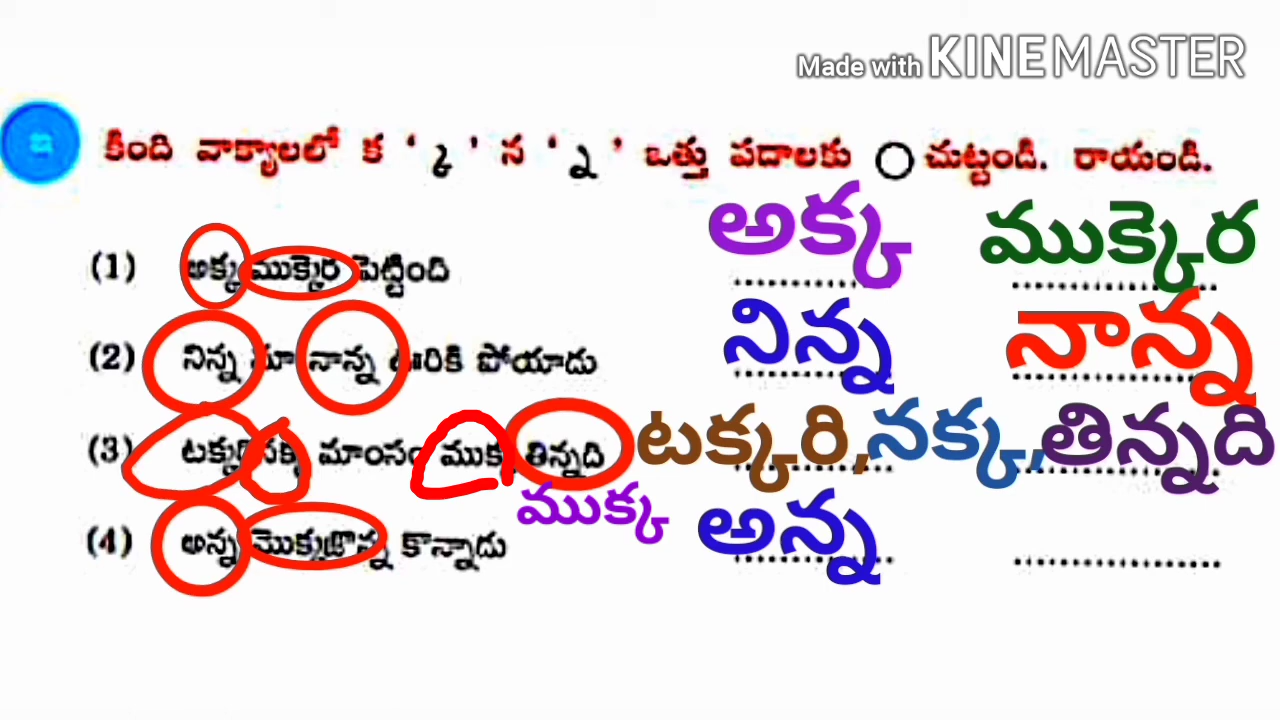 Made with KINEMASTER
ఇ కింది వాక్యాలలో క ' ్క ' న ' ్న ' ఒత్తు పదాలకు ◯ చుట్టండి. రాయండి.
(1) అక్క ముక్కెర పెట్టింది అక్క ముక్కెర
(2) నిన్న మా నాన్న ఊరికి పోయాడు నిన్న నాన్న
(3) టక్కరి నక్క మాంసం ముక్క తిన్నది టక్కరి, నక్క, తిన్నది
ముక్క
(4) అన్న మొక్కజొన్న కొన్నాడు అన్న